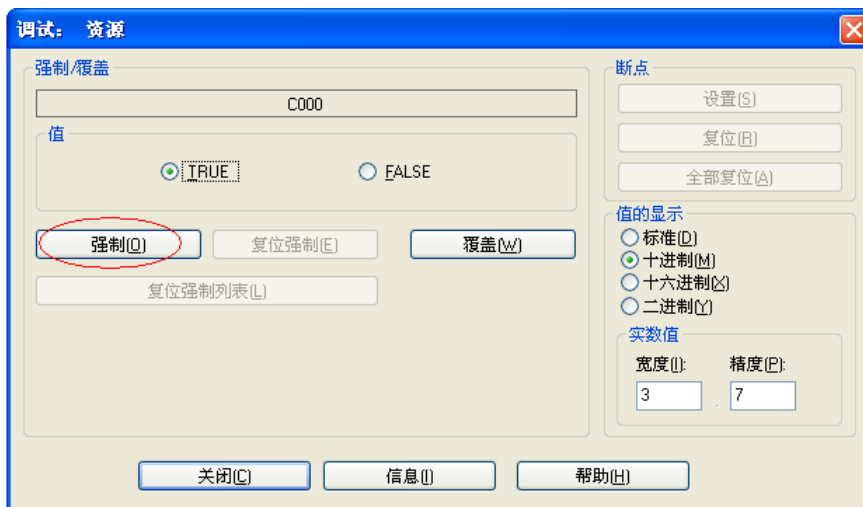 调试： 资源
强制/覆盖
C000
值
TRUE
FALSE
强制(O)
复位强制(E)
覆盖(W)
复位强制列表(L)
断点
设置(S)
复位(R)
全部复位(A)
值的显示
标准(D)
十进制(M)
十六进制(X)
二进制(Y)
实数值
宽度(I):
精度(P):
3
.
7
关闭(C)
信息(I)
帮助(H)